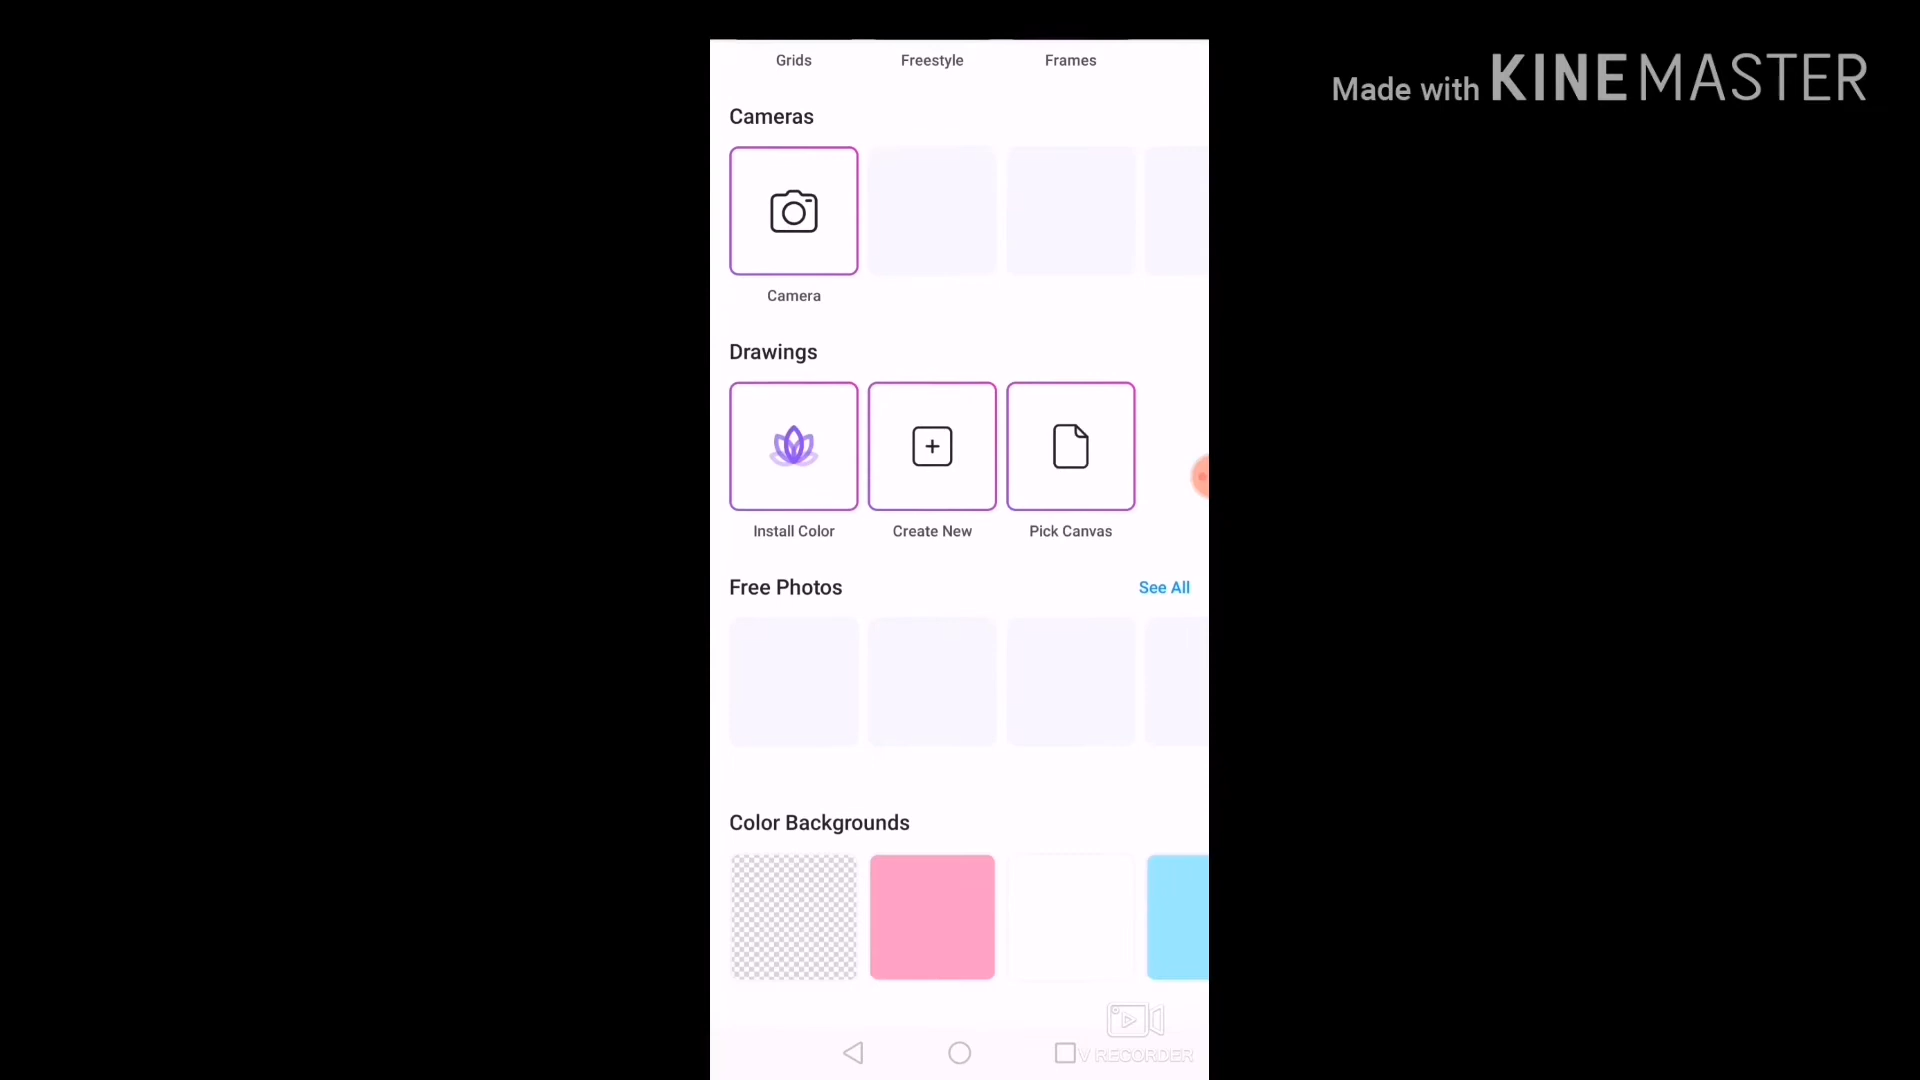 Made with KINEMASTER
Grids Freestyle Frames
Cameras
Camera
Drawings
Install Color Create New Pick Canvas
Free Photos See All
Color Backgrounds
V RECORDER